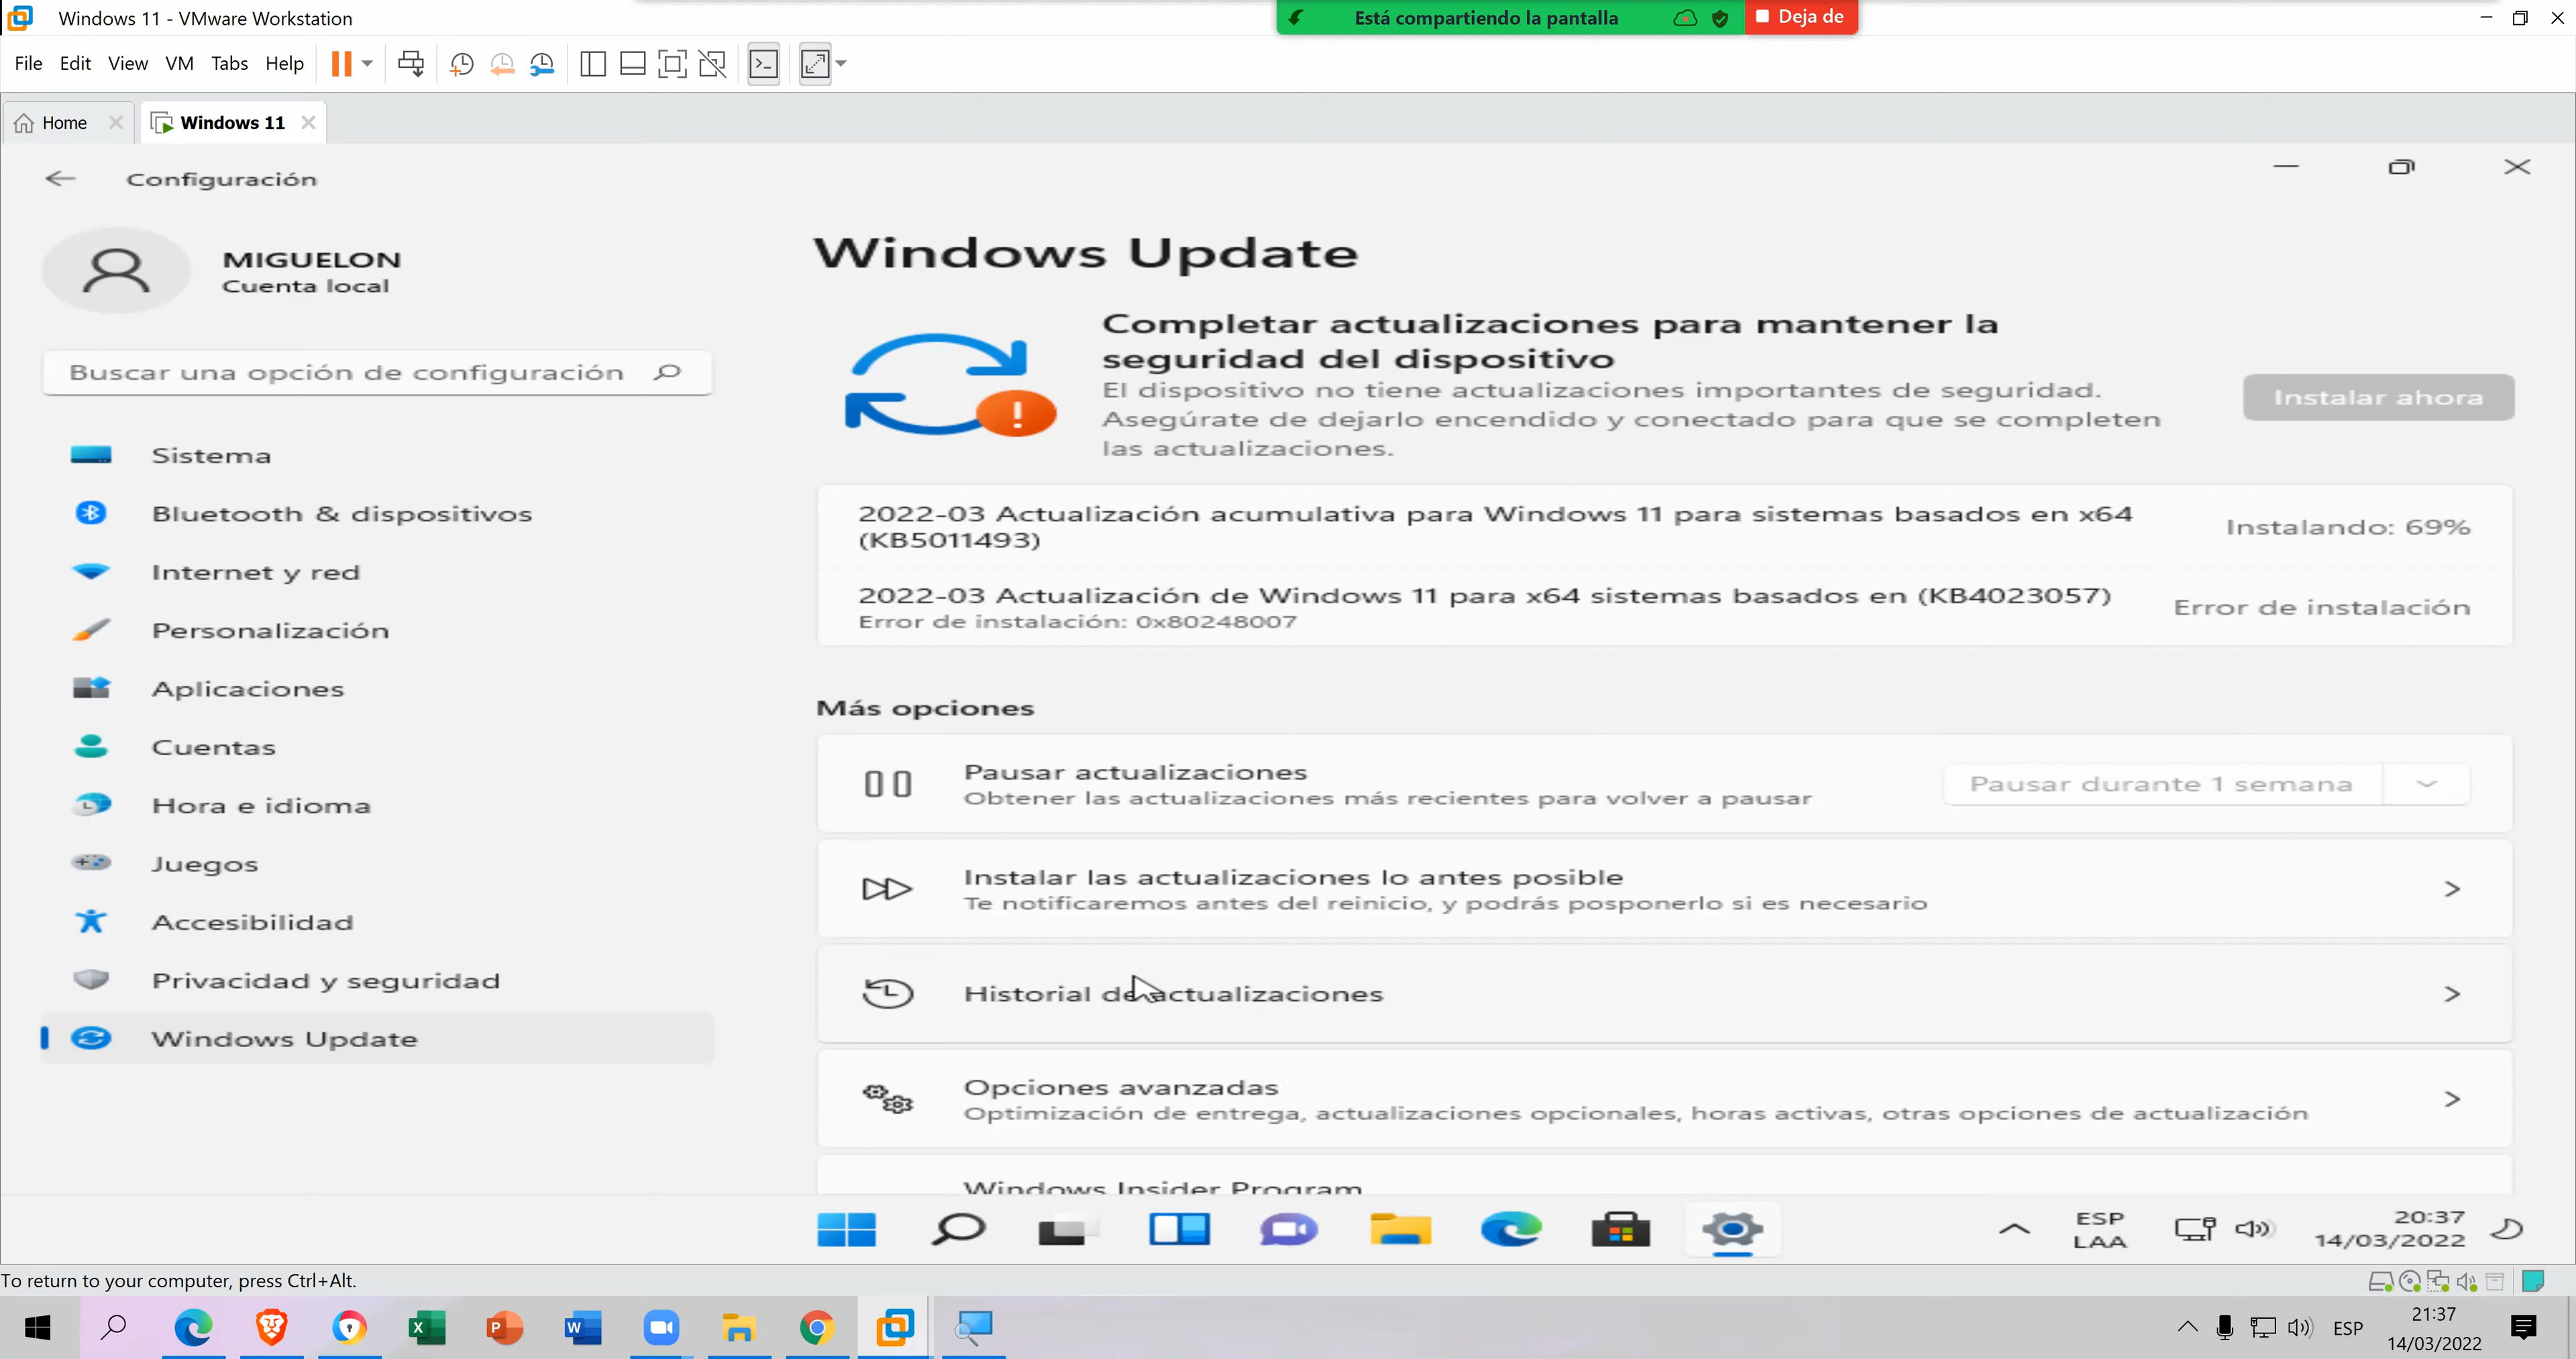 Windows 11 - VMware Workstation
Está compartiendo la pantalla
Deja de
File Edit View VM Tabs Help
Home
Windows 11
Configuración
MIGUELON
Cuenta local
Buscar una opción de configuración
Sistema
Bluetooth & dispositivos
Internet y red
Personalización
Aplicaciones
Cuentas
Hora e idioma
Juegos
Accesibilidad
Privacidad y seguridad
Windows Update
Windows Update
Completar actualizaciones para mantener la
seguridad del dispositivo
El dispositivo no tiene actualizaciones importantes de seguridad.
Asegúrate de dejarlo encendido y conectado para que se completen
las actualizaciones.
Instalar ahora
2022-03 Actualización acumulativa para Windows 11 para sistemas basados en x64
(KB5011493)
Instalando: 69%
2022-03 Actualización de Windows 11 para x64 sistemas basados en (KB4023057)
Error de instalación: 0x80248007
Error de instalación
Más opciones
Pausar actualizaciones
Obtener las actualizaciones más recientes para volver a pausar
Pausar durante 1 semana
Instalar las actualizaciones lo antes posible
Te notificaremos antes del reinicio, y podrás posponerlo si es necesario
Historial de actualizaciones
Opciones avanzadas
Optimización de entrega, actualizaciones opcionales, horas activas, otras opciones de actualización
Windows Insider Program
ESP
LAA
20:37
14/03/2022
To return to your computer, press Ctrl+Alt.
ESP
21:37
14/03/2022